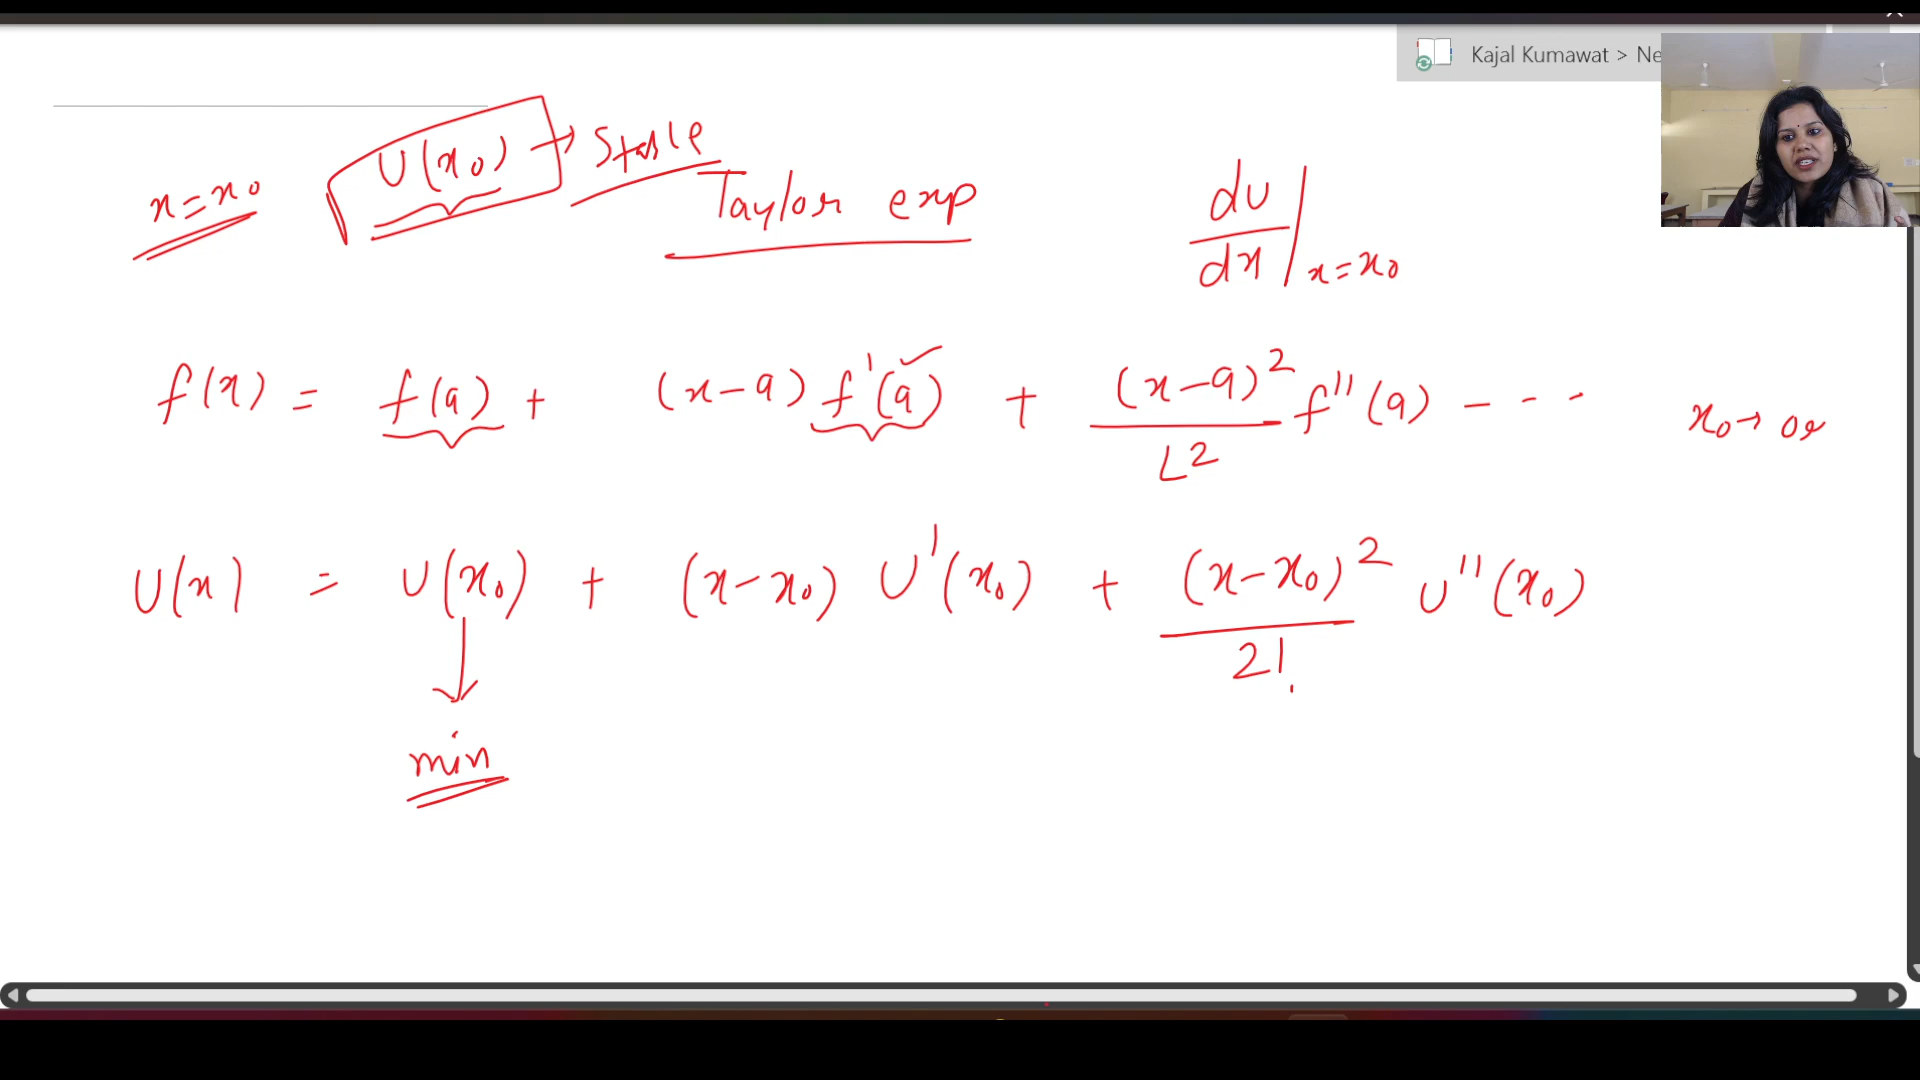 Kajal Kumawat > Ne
x=x₀ U(x₀) → Stable
Taylor exp
du/dx |x=x₀
f(x) = f(a) + (x-a) f'(a) + (x-a)²/L2 f''(a) - - -
x₀ → or
U(x) = U(x₀) + (x-x₀) U'(x₀) + (x-x₀)²/2! U''(x₀)
↓
min